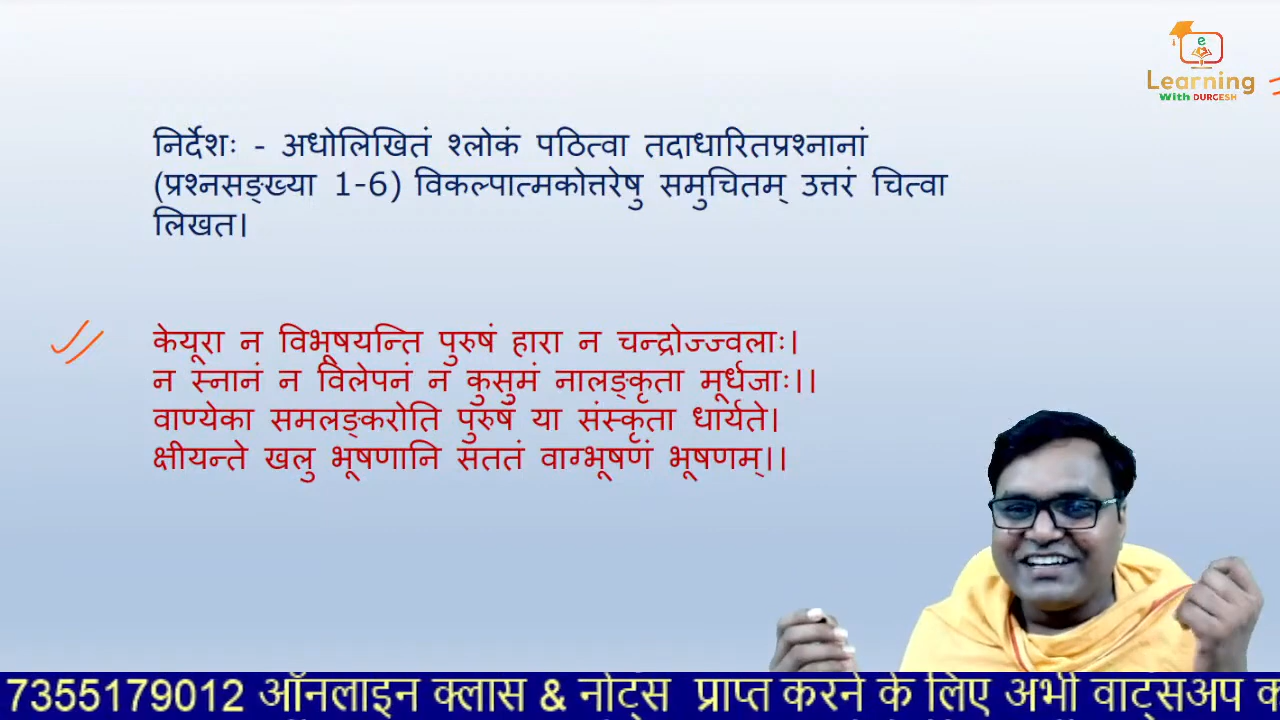 e
Learning
With DURGESH
निर्देशः - अधोलिखितं श्लोकं पठित्वा तदाधारितप्रश्नानां
(प्रश्नसङ्ख्या 1-6) विकल्पात्मकोत्तरेषु समुचितम् उत्तरं चित्वा
लिखत।
केयूरा न विभूषयन्ति पुरुषं हारा न चन्द्रोज्ज्वलाः।
न स्नानं न विलेपनं न कुसुमं नालङ्कृता मूर्धजाः।।
वाण्येका समलङ्करोति पुरुषं या संस्कृता धार्यते।
क्षीयन्ते खलु भूषणानि सततं वाग्भूषणं भूषणम्।।
7355179012 ऑनलाइन क्लास & नोट्स प्राप्त करने के लिए अभी वाट्सअप क